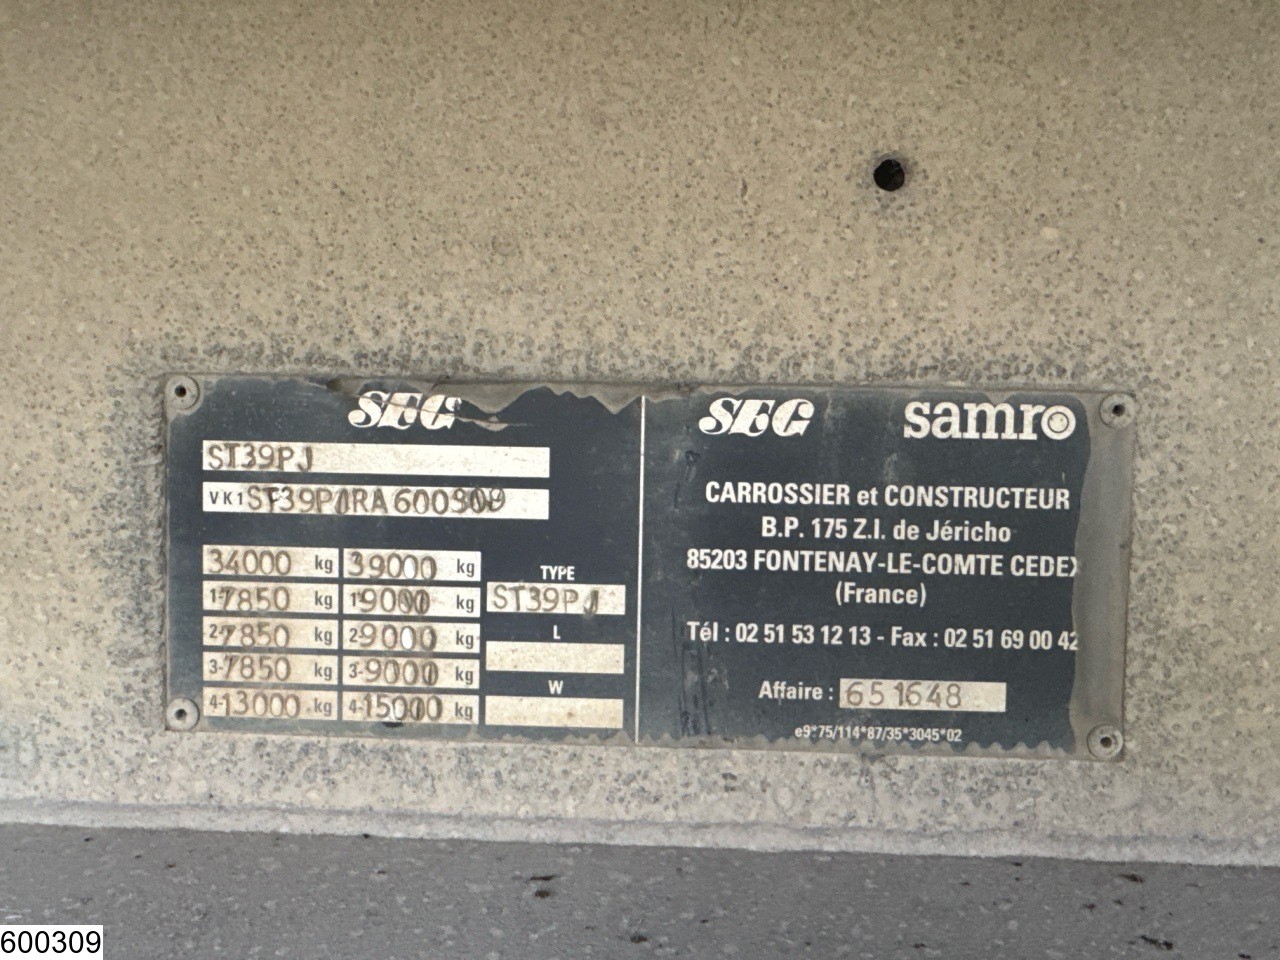 SEG
ST39PJ
VK1ST39PJRA600309
34000 kg 39000 kg
1-7850 kg 1-9000 kg
TYPE
ST39PJ
2-7850 kg 2-9000 kg
L
3-7850 kg 3-9000 kg
W
4-13000 kg 4-15000 kg
SEG samro
CARROSSIER et CONSTRUCTEUR
B.P. 175 Z.I. de Jéricho
85203 FONTENAY-LE-COMTE CEDEX
(France)
Tél : 02 51 53 12 13 - Fax : 02 51 69 00 42
Affaire : 651648
e9*75/114*87/35*3045*02
600309